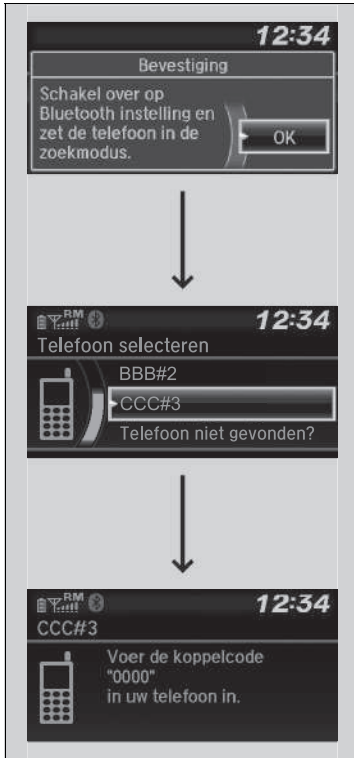 12:34
Bevestiging
Schakel over op
Bluetooth instelling en
zet de telefoon in de
zoekmodus.
OK
RM
12:34
Telefoon selecteren
BBB#2
CCC#3
Telefoon niet gevonden?
RM
12:34
CCC#3
Voer de koppelcode
"0000"
in uw telefoon in.